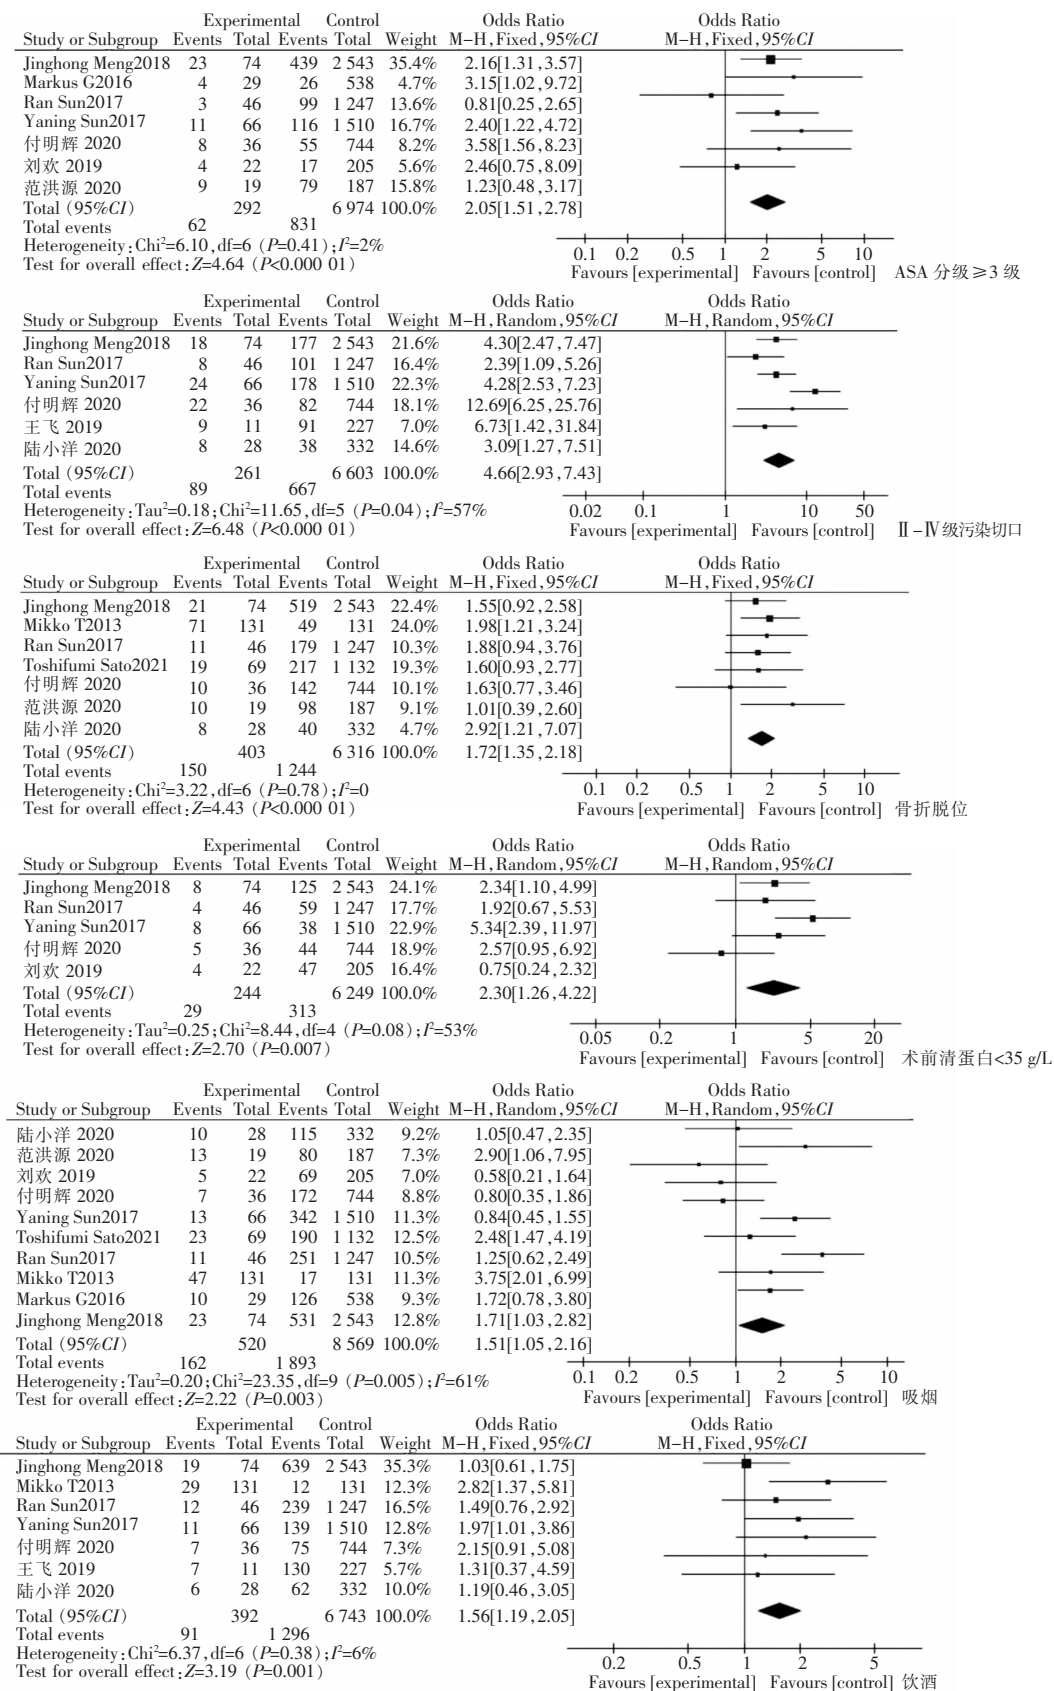 Experimental Control Odds Ratio Odds Ratio
Study or Subgroup Events Total Events Total Weight M-H,Fixed,95%CI M-H,Fixed,95%CI
Jinghong Meng2018 23 74 439 2 543 35.4% 2.16[1.31,3.57]
Markus G2016 4 29 26 538 4.7% 3.15[1.02,9.72]
Ran Sun2017 3 46 99 1 247 13.6% 0.81[0.25,2.65]
Yaning Sun2017 11 66 116 1 510 16.7% 2.40[1.22,4.72]
付明辉 2020 8 36 55 744 8.2% 3.58[1.56,8.23]
刘欢 2019 4 22 17 205 5.6% 2.46[0.75,8.09]
范洪源 2020 9 19 79 187 15.8% 1.23[0.48,3.17]
Total (95%CI) 292 6 974 100.0% 2.05[1.51,2.78]
Total events 62 831
Heterogeneity:Chi²=6.10,df=6 (P=0.41);I²=2%
Test for overall effect:Z=4.64 (P<0.000 01)
0.1 0.2 0.5 1 2 5 10
Favours [experimental] Favours [control] ASA 分级≥3 级
Experimental Control Odds Ratio Odds Ratio
Study or Subgroup Events Total Events Total Weight M-H,Random,95%CI M-H,Random,95%CI
Jinghong Meng2018 18 74 177 2 543 21.6% 4.30[2.47,7.47]
Ran Sun2017 8 46 101 1 247 16.4% 2.39[1.09,5.26]
Yaning Sun2017 24 66 178 1 510 22.3% 4.28[2.53,7.23]
付明辉 2020 22 36 82 744 18.1% 12.69[6.25,25.76]
王飞 2019 9 11 91 227 7.0% 6.73[1.42,31.84]
陆小洋 2020 8 28 38 332 14.6% 3.09[1.27,7.51]
Total (95%CI) 261 6 603 100.0% 4.66[2.93,7.43]
Total events 89 667
Heterogeneity:Tau²=0.18;Chi²=11.65,df=5 (P=0.04);I²=57%
Test for overall effect:Z=6.48 (P<0.000 01)
0.02 0.1 1 10 50
Favours [experimental] Favours [control] Ⅱ-Ⅳ级污染切口
Experimental Control Odds Ratio Odds Ratio
Study or Subgroup Events Total Events Total Weight M-H,Fixed,95%CI M-H,Fixed,95%CI
Jinghong Meng2018 21 74 519 2 543 22.4% 1.55[0.92,2.58]
Mikko T2013 71 131 49 131 24.0% 1.98[1.21,3.24]
Ran Sun2017 11 46 179 1 247 10.3% 1.88[0.94,3.76]
Toshifumi Sato2021 19 69 217 1 132 19.3% 1.60[0.93,2.77]
付明辉 2020 10 36 142 744 10.1% 1.63[0.77,3.46]
范洪源 2020 10 19 98 187 9.1% 1.01[0.39,2.60]
陆小洋 2020 8 28 40 332 4.7% 2.92[1.21,7.07]
Total (95%CI) 403 6 316 100.0% 1.72[1.35,2.18]
Total events 150 1 244
Heterogeneity:Chi²=3.22,df=6 (P=0.78);I²=0
Test for overall effect:Z=4.43 (P<0.000 01)
0.1 0.2 0.5 1 2 5 10
Favours [experimental] Favours [control] 骨折脱位
Experimental Control Odds Ratio Odds Ratio
Study or Subgroup Events Total Events Total Weight M-H,Random,95%CI M-H,Random,95%CI
Jinghong Meng2018 8 74 125 2 543 24.1% 2.34[1.10,4.99]
Ran Sun2017 4 46 59 1 247 17.7% 1.92[0.67,5.53]
Yaning Sun2017 8 66 38 1 510 22.9% 5.34[2.39,11.97]
付明辉 2020 5 36 44 744 18.9% 2.57[0.95,6.92]
刘欢 2019 4 22 47 205 16.4% 0.75[0.24,2.32]
Total (95%CI) 244 6 249 100.0% 2.30[1.26,4.22]
Total events 29 313
Heterogeneity:Tau²=0.25;Chi²=8.44,df=4 (P=0.08);I²=53%
Test for overall effect:Z=2.70 (P=0.007)
0.05 0.2 1 5 20
Favours [experimental] Favours [control] 术前清蛋白<35 g/L
Experimental Control Odds Ratio Odds Ratio
Study or Subgroup Events Total Events Total Weight M-H,Random,95%CI M-H,Random,95%CI
陆小洋 2020 10 28 115 332 9.2% 1.05[0.47,2.35]
范洪源 2020 13 19 80 187 7.3% 2.90[1.06,7.95]
刘欢 2019 5 22 69 205 7.0% 0.58[0.21,1.64]
付明辉 2020 7 36 172 744 8.8% 0.80[0.35,1.86]
Yaning Sun2017 13 66 342 1 510 11.3% 0.84[0.45,1.55]
Toshifumi Sato2021 23 69 190 1 132 12.5% 2.48[1.47,4.19]
Ran Sun2017 11 46 251 1 247 10.5% 1.25[0.62,2.49]
Mikko T2013 47 131 17 131 11.3% 3.75[2.01,6.99]
Markus G2016 10 29 126 538 9.3% 1.72[0.78,3.80]
Jinghong Meng2018 23 74 531 2 543 12.8% 1.71[1.03,2.82]
Total (95%CI) 520 8 569 100.0% 1.51[1.05,2.16]
Total events 162 1 893
Heterogeneity:Tau²=0.20;Chi²=23.35,df=9 (P=0.005);I²=61%
Test for overall effect:Z=2.22 (P=0.003)
0.1 0.2 0.5 1 2 5 10
Favours [experimental] Favours [control] 吸烟
Experimental Control Odds Ratio Odds Ratio
Study or Subgroup Events Total Events Total Weight M-H,Fixed,95%CI M-H,Fixed,95%CI
Jinghong Meng2018 19 74 639 2 543 35.3% 1.03[0.61,1.75]
Mikko T2013 29 131 12 131 12.3% 2.82[1.37,5.81]
Ran Sun2017 12 46 239 1 247 16.5% 1.49[0.76,2.92]
Yaning Sun2017 11 66 139 1 510 12.8% 1.97[1.01,3.86]
付明辉 2020 7 36 75 744 7.3% 2.15[0.91,5.08]
王飞 2019 7 11 130 227 5.7% 1.31[0.37,4.59]
陆小洋 2020 6 28 62 332 10.0% 1.19[0.46,3.05]
Total (95%CI) 392 6 743 100.0% 1.56[1.19,2.05]
Total events 91 1 296
Heterogeneity:Chi²=6.37,df=6 (P=0.38);I²=6%
Test for overall effect:Z=3.19 (P=0.001)
0.2 0.5 1 2 5
Favours [experimental] Favours [control] 饮酒